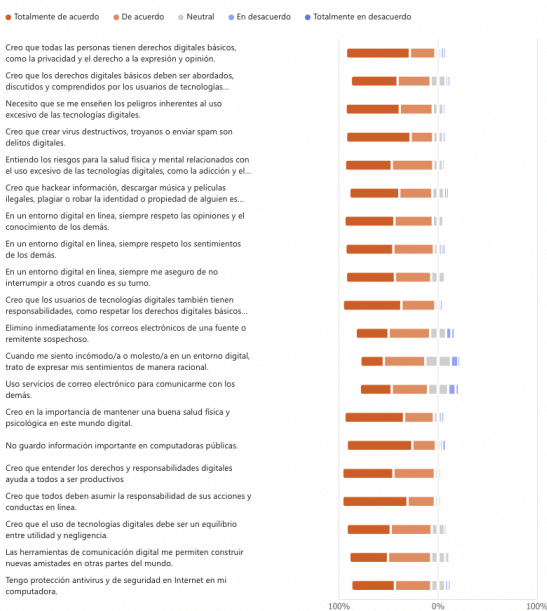 Totalmente de acuerdo De acuerdo Neutral En desacuerdo Totalmente en desacuerdo
Creo que todas las personas tienen derechos digitales básicos,
como la privacidad y el derecho a la expresión y opinión.
Creo que los derechos digitales básicos deben ser abordados,
discutidos y comprendidos por los usuarios de tecnologías...
Necesito que se me enseñen los peligros inherentes al uso
excesivo de las tecnologías digitales.
Creo que crear virus destructivos, troyanos o enviar spam son
delitos digitales.
Entiendo los riesgos para la salud física y mental relacionados con
el uso excesivo de las tecnologías digitales, como la adicción y el...
Creo que hackear información, descargar música y películas
ilegales, plagiar o robar la identidad o propiedad de alguien es...
En un entorno digital en línea, siempre respeto las opiniones y el
conocimiento de los demás.
En un entorno digital en línea, siempre respeto los sentimientos
de los demás.
En un entorno digital en línea, siempre me aseguro de no
interrumpir a otros cuando es su turno.
Creo que los usuarios de tecnologías digitales también tienen
responsabilidades, como respetar los derechos digitales básicos...
Elimino inmediatamente los correos electrónicos de una fuente o
remitente sospechoso.
Cuando me siento incómodo/a o molesto/a en un entorno digital,
trato de expresar mis sentimientos de manera racional.
Uso servicios de correo electrónico para comunicarme con los
demás.
Creo en la importancia de mantener una buena salud física y
psicológica en este mundo digital.
No guardo información importante en computadoras públicas.
Creo que entender los derechos y responsabilidades digitales
ayuda a todos a ser productivos
Creo que todos deben asumir la responsabilidad de sus acciones y
conductas en línea.
Creo que el uso de tecnologías digitales debe ser un equilibrio
entre utilidad y negligencia.
Las herramientas de comunicación digital me permiten construir
nuevas amistades en otras partes del mundo.
Tengo protección antivirus y de seguridad en Internet en mi
computadora.
100% 0% 100%